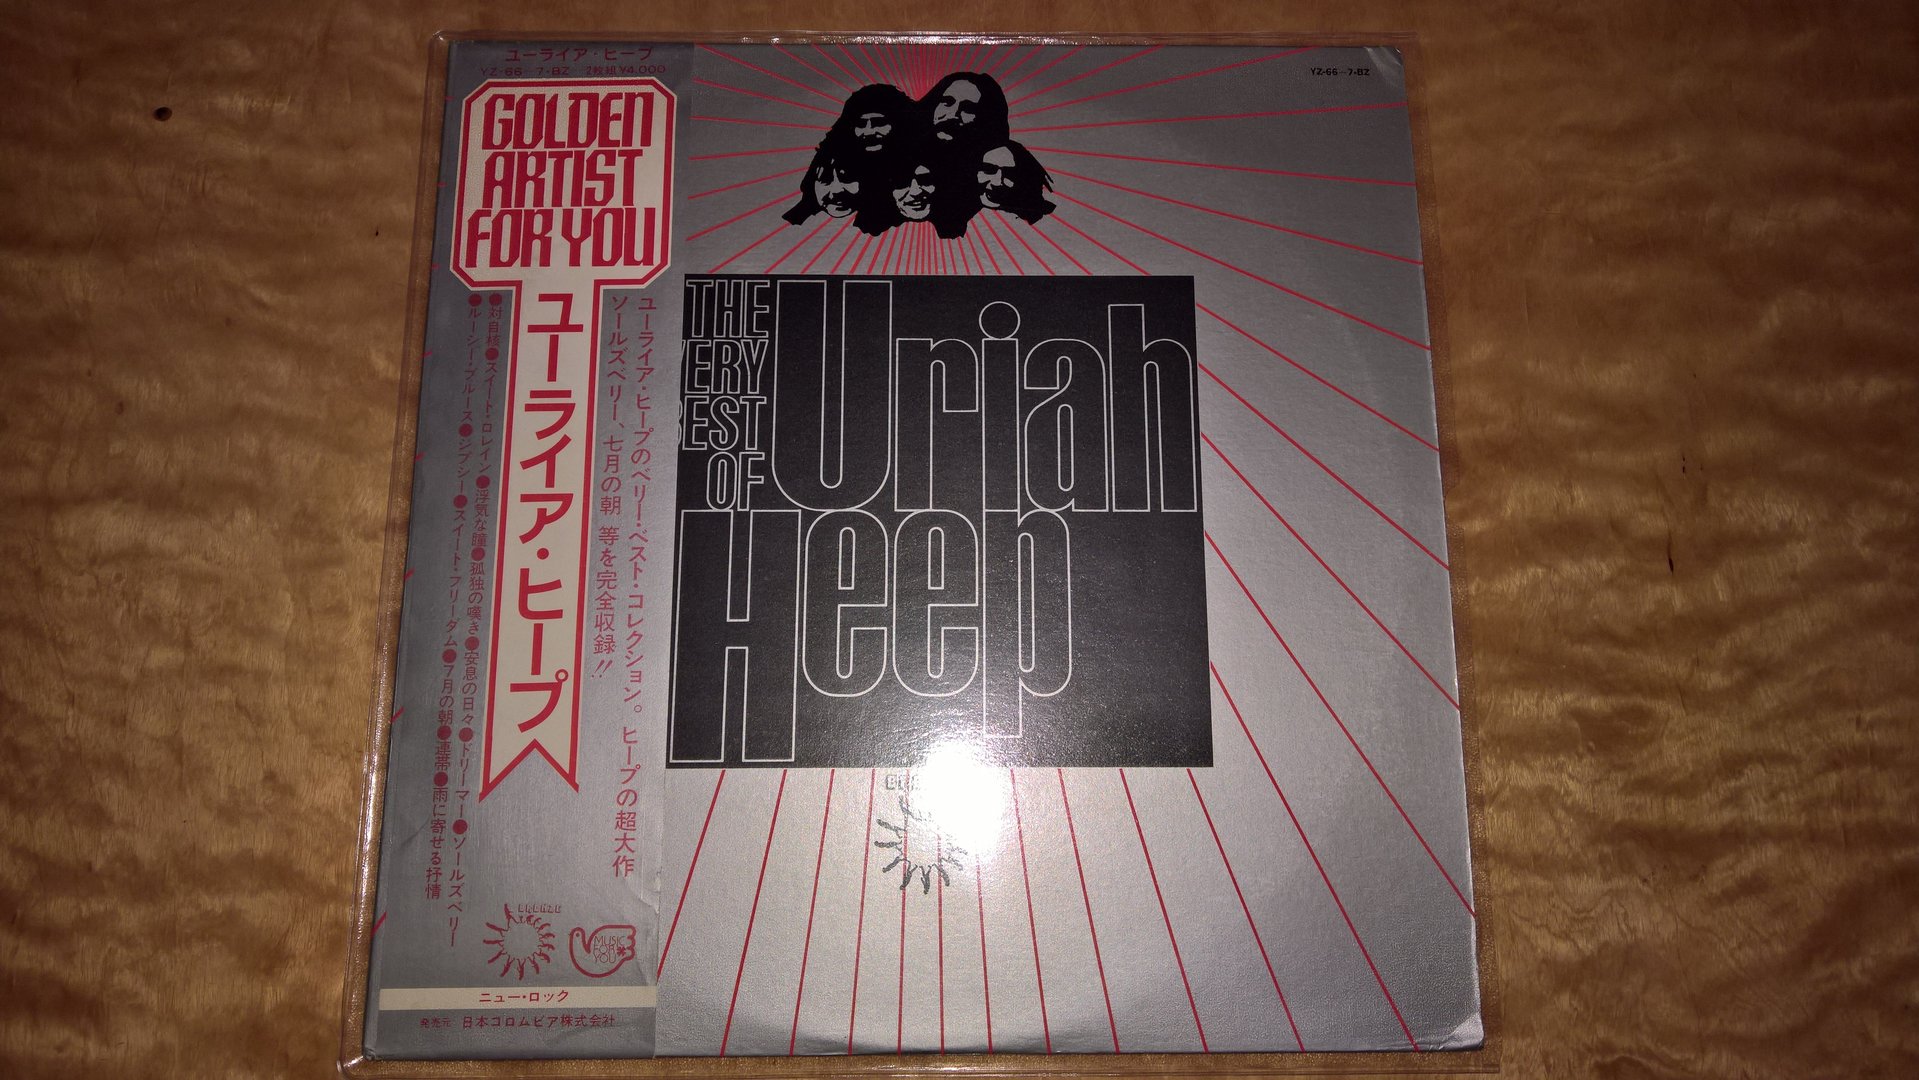 ユーライア・ヒープ
YZ-66-7-BZ 2枚組 ¥4,000
GOLDEN
ARTIST
FOR YOU
ユーライア・ヒープ
ユーライア・ヒープのベリー・ベスト・コレクション。ヒープの超大作
ソールズベリー、七月の朝 等を完全収録!!
●対自核●スイート・ロレイン●浮気な瞳●孤独の嘆き●安息の日々●ドリーマー●ソールズベリー
●ルーシー・ブルース●ジプシー●スイート・フリーダム●7月の朝●連帯●雨に寄せる抒情
BRONZE
MUSIC
FOR
YOU
ニュー・ロック
発売元 日本コロムビア株式会社
YZ-66-7-BZ
THE
VERY
BEST
OF
Uriah
Heep